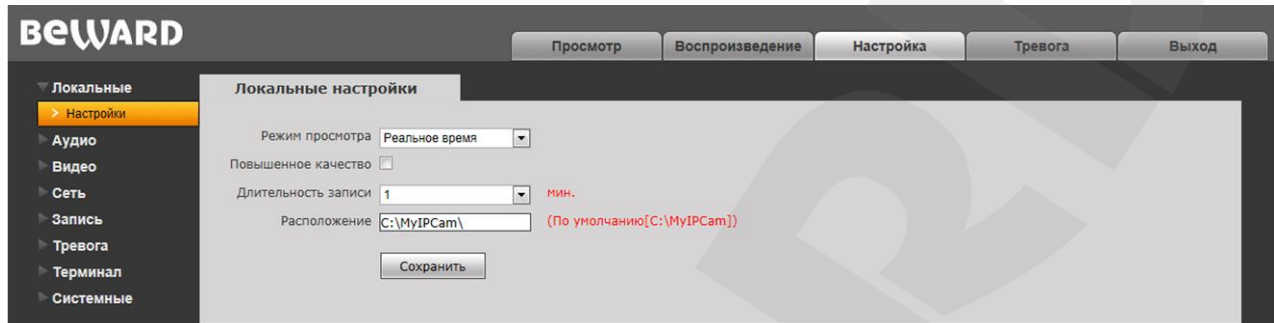 BEWARD
Просмотр Воспроизведение Настройка Тревога Выход
Локальные
> Настройки
Аудио
Видео
Сеть
Запись
Тревога
Терминал
Системные
Локальные настройки
Режим просмотра Реальное время
Повышенное качество
Длительность записи 1 мин.
Расположение C:\MyIPCam\ (По умолчанию[C:\MyIPCam])
Сохранить